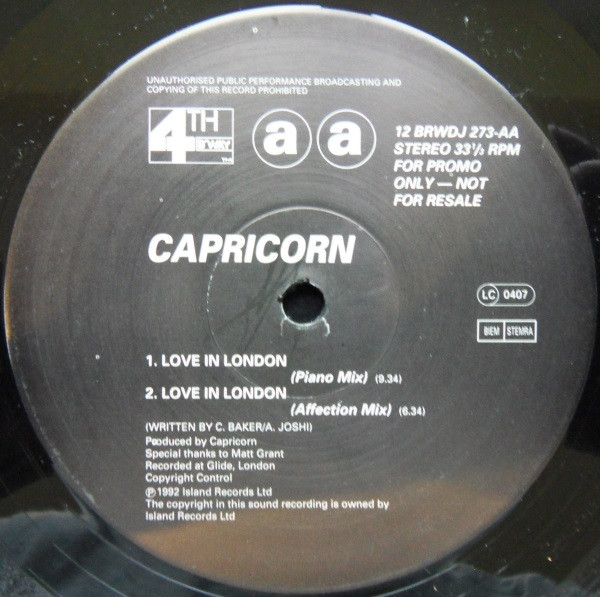 UNAUTHORISED PUBLIC PERFORMANCE BROADCASTING AND
COPYING OF THIS RECORD PROHIBITED
4TH
B'WAY
a a
12 BRWDJ 273-AA
STEREO 33⅓ RPM
FOR PROMO
ONLY — NOT
FOR RESALE
CAPRICORN
LC 0407
BIEM STEMRA
1. LOVE IN LONDON
(Piano Mix) (9.34)
2. LOVE IN LONDON
(Affection Mix) (6.34)
(WRITTEN BY C. BAKER/A. JOSHI)
Produced by Capricorn
Special thanks to Matt Grant
Recorded at Glide, London
Copyright Control
℗1992 Island Records Ltd
The copyright in this sound recording is owned by
Island Records Ltd